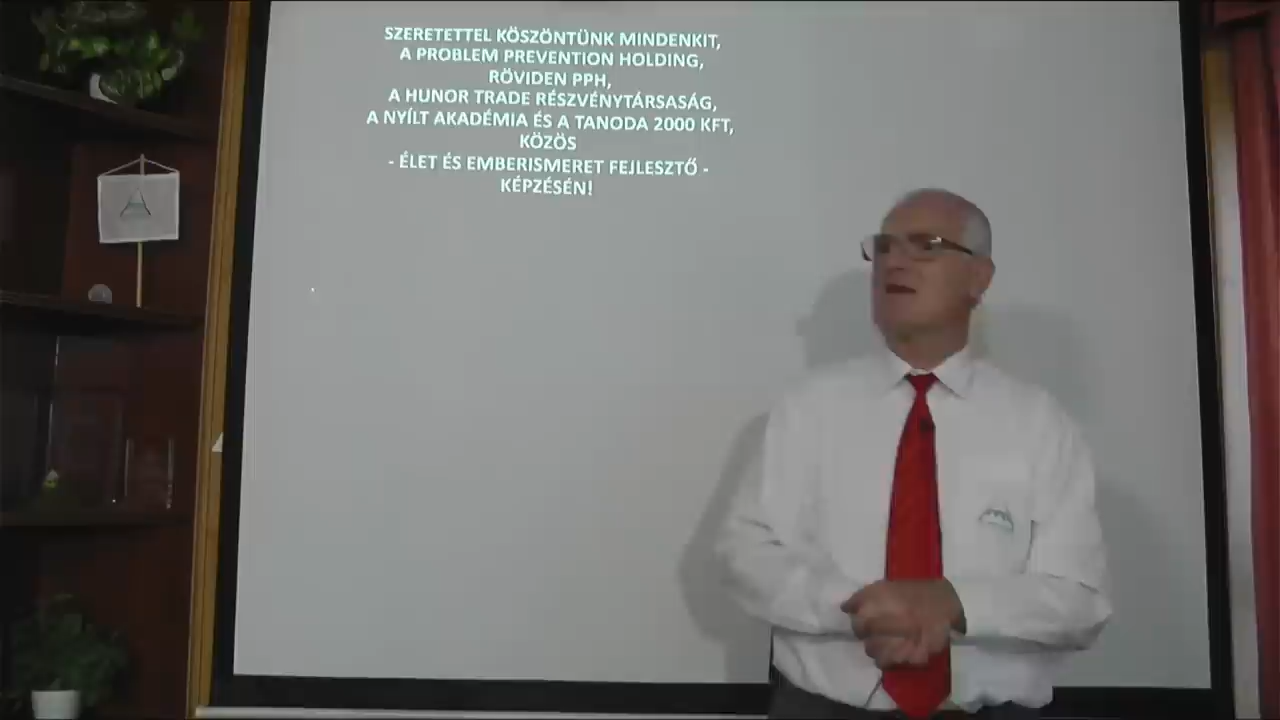 SZERETETTEL KÖSZÖNTÜNK MINDENKIT,
A PROBLEM PREVENTION HOLDING,
RÖVIDEN PPH,
A HUNOR TRADE RÉSZVÉNYTÁRSASÁG,
A NYÍLT AKADÉMIA ÉS A TANODA 2000 KFT,
KÖZÖS
- ÉLET ÉS EMBERISMERET FEJLESZTŐ -
KÉPZÉSÉN!